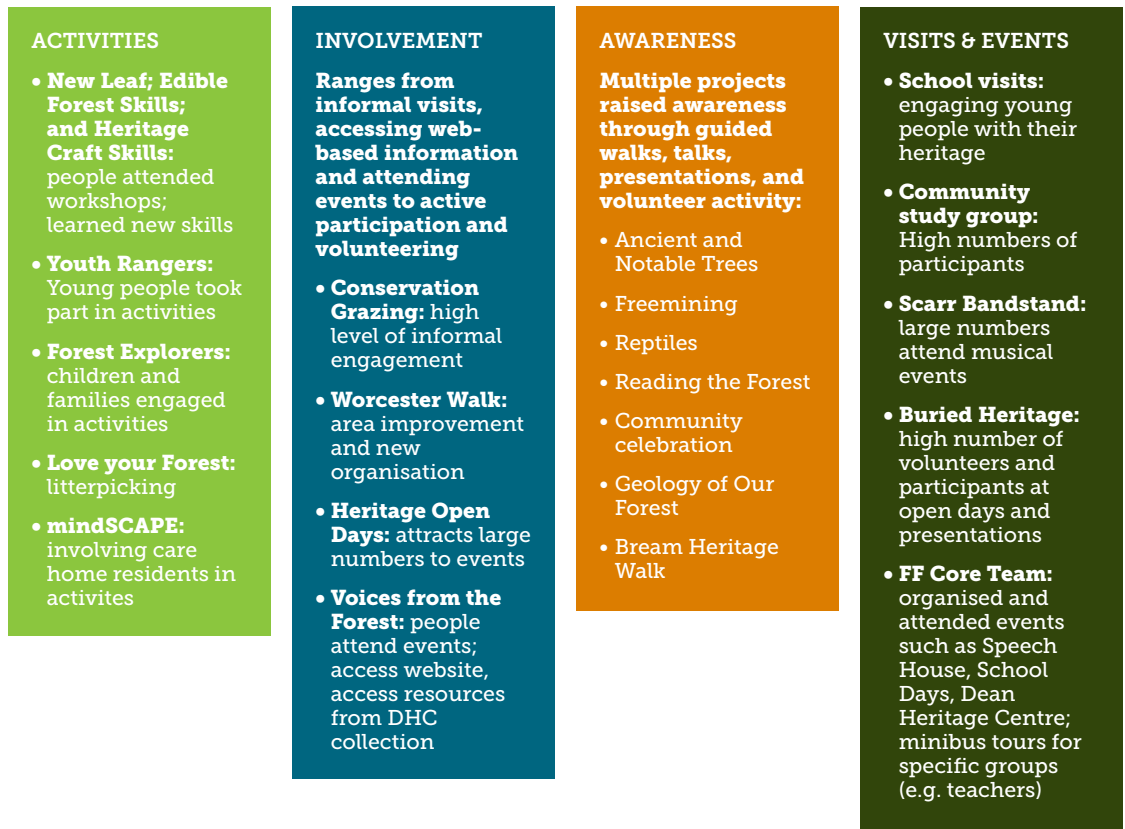 ACTIVITIES
• New Leaf; Edible
Forest Skills;
and Heritage
Craft Skills:
people attended
workshops;
learned new skills
• Youth Rangers:
Young people took
part in activities
• Forest Explorers:
children and
families engaged
in activities
• Love your Forest:
litterpicking
• mindSCAPE:
involving care
home residents in
activites
INVOLVEMENT
Ranges from
informal visits,
accessing web-
based information
and attending
events to active
participation and
volunteering
• Conservation
Grazing: high
level of informal
engagement
• Worcester Walk:
area improvement
and new
organisation
• Heritage Open
Days: attracts large
numbers to events
• Voices from the
Forest: people
attend events;
access website,
access resources
from DHC
collection
AWARENESS
Multiple projects
raised awareness
through guided
walks, talks,
presentations, and
volunteer activity:
• Ancient and
Notable Trees
• Freemining
• Reptiles
• Reading the Forest
• Community
celebration
• Geology of Our
Forest
• Bream Heritage
Walk
VISITS & EVENTS
• School visits:
engaging young
people with their
heritage
• Community
study group:
High numbers of
participants
• Scarr Bandstand:
large numbers
attend musical
events
• Buried Heritage:
high number of
volunteers and
participants at
open days and
presentations
• FF Core Team:
organised and
attended events
such as Speech
House, School
Days, Dean
Heritage Centre;
minibus tours for
specific groups
(e.g. teachers)